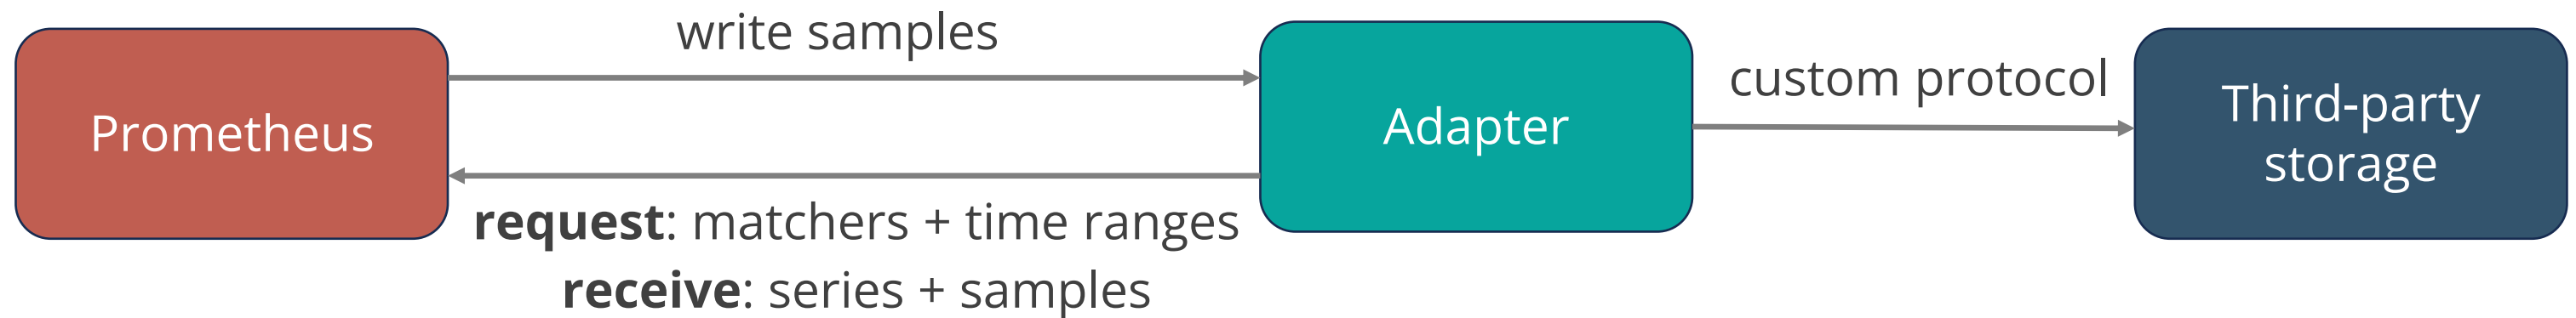 write samples
Prometheus
request: matchers + time ranges
receive: series + samples
Adapter
custom protocol
Third-party
storage